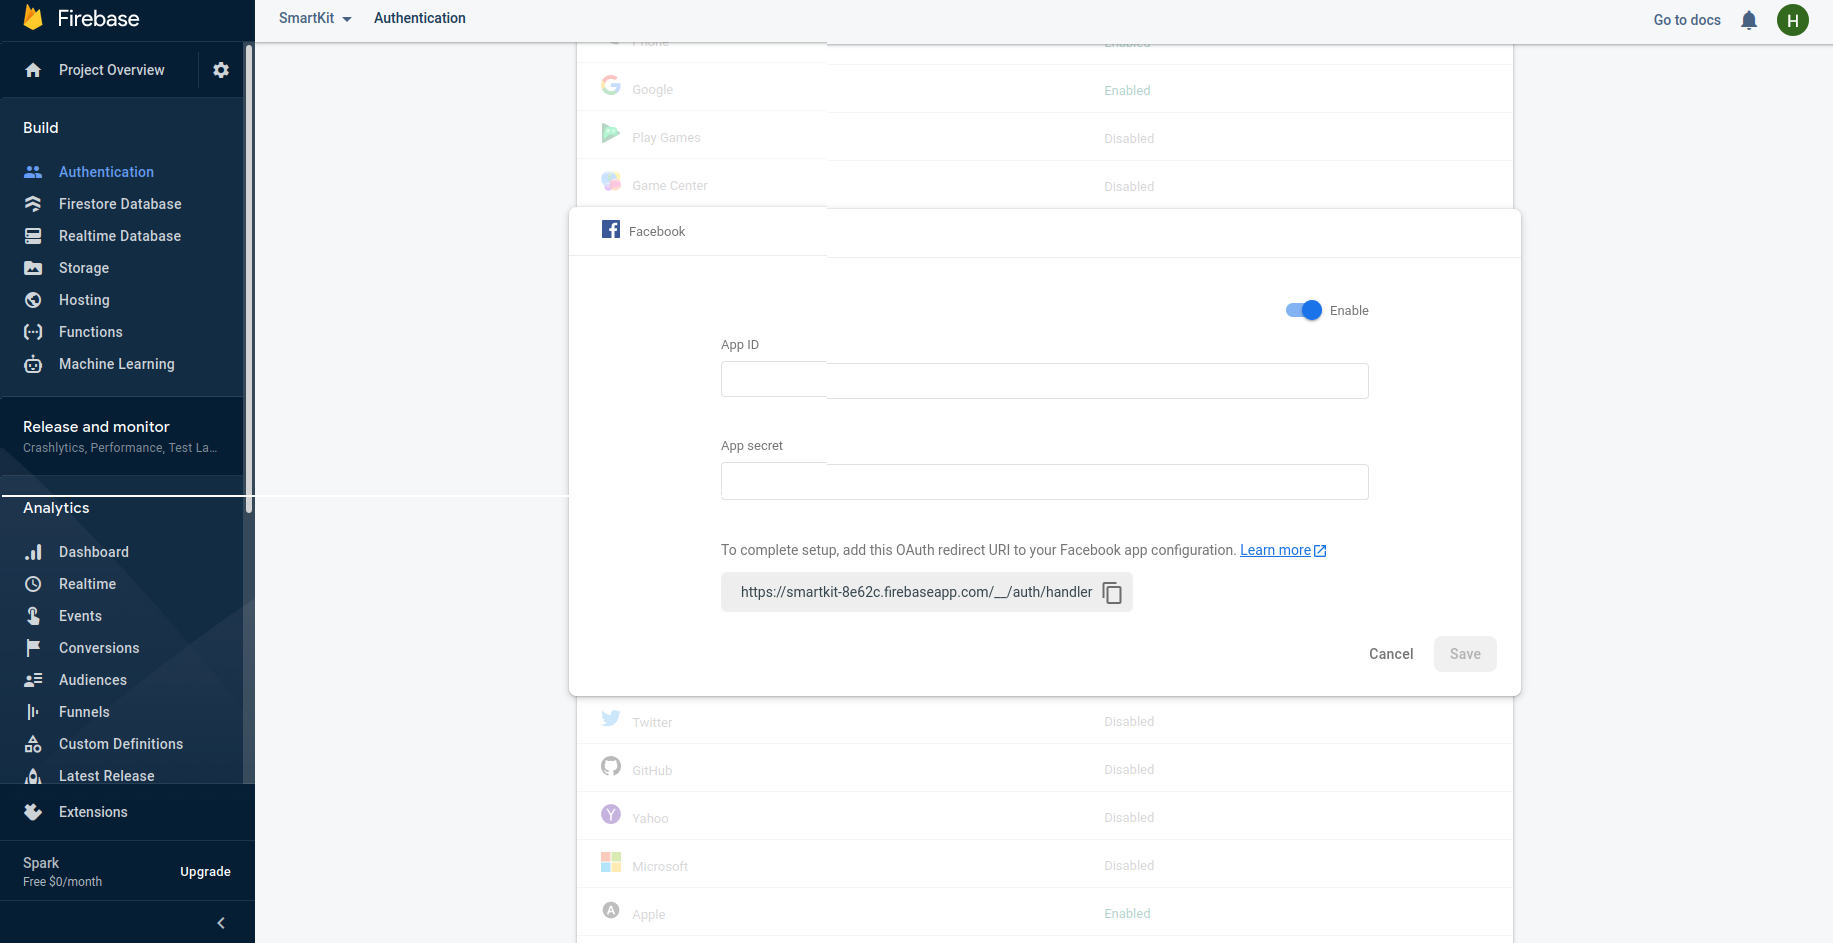 Firebase
SmartKit
Authentication
Go to docs
H
Project Overview
Build
Authentication
Firestore Database
Realtime Database
Storage
Hosting
Functions
Machine Learning
Release and monitor
Crashlytics, Performance, Test La...
Analytics
Dashboard
Realtime
Events
Conversions
Audiences
Funnels
Custom Definitions
Latest Release
Extensions
Spark
Free $0/month
Upgrade
Phone Enabled
Google Enabled
Play Games Disabled
Game Center Disabled
Facebook
Enable
App ID
App secret
To complete setup, add this OAuth redirect URI to your Facebook app configuration. Learn more
https://smartkit-8e62c.firebaseapp.com/__/auth/handler
Cancel Save
Twitter Disabled
GitHub Disabled
Yahoo Disabled
Microsoft Disabled
Apple Enabled